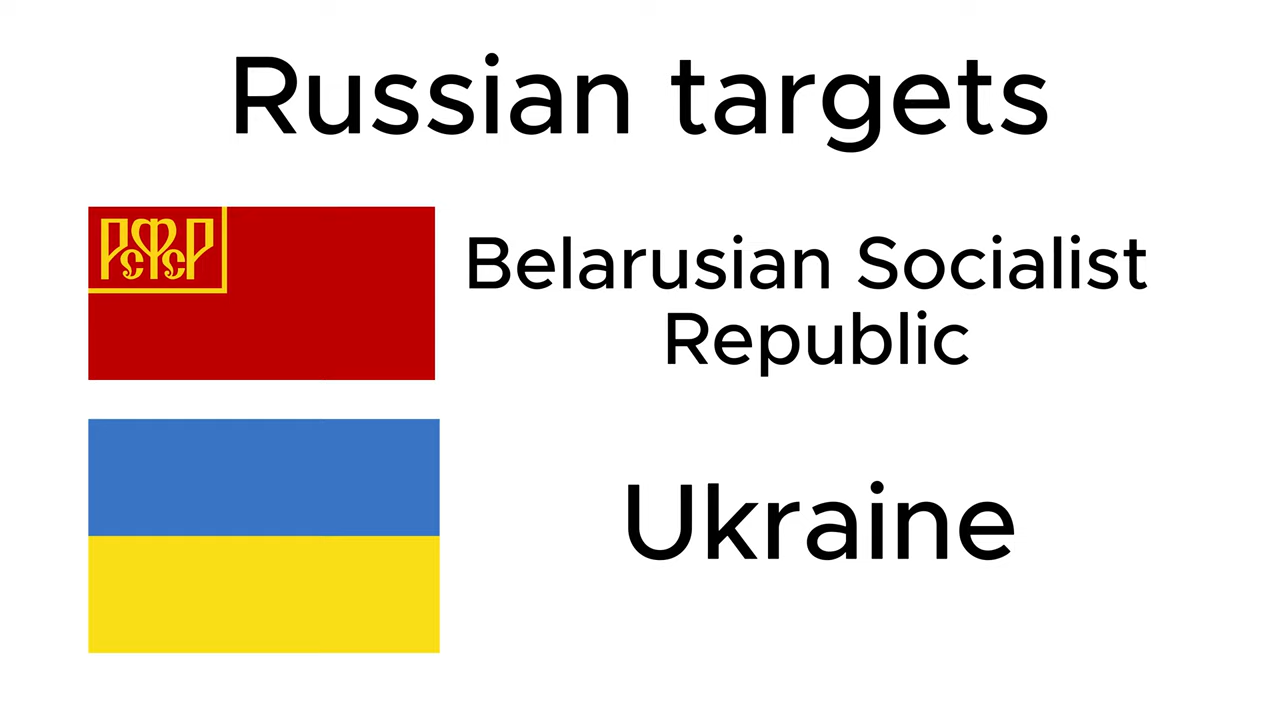 Russian targets
РСФСР
Belarusian Socialist
Republic
Ukraine